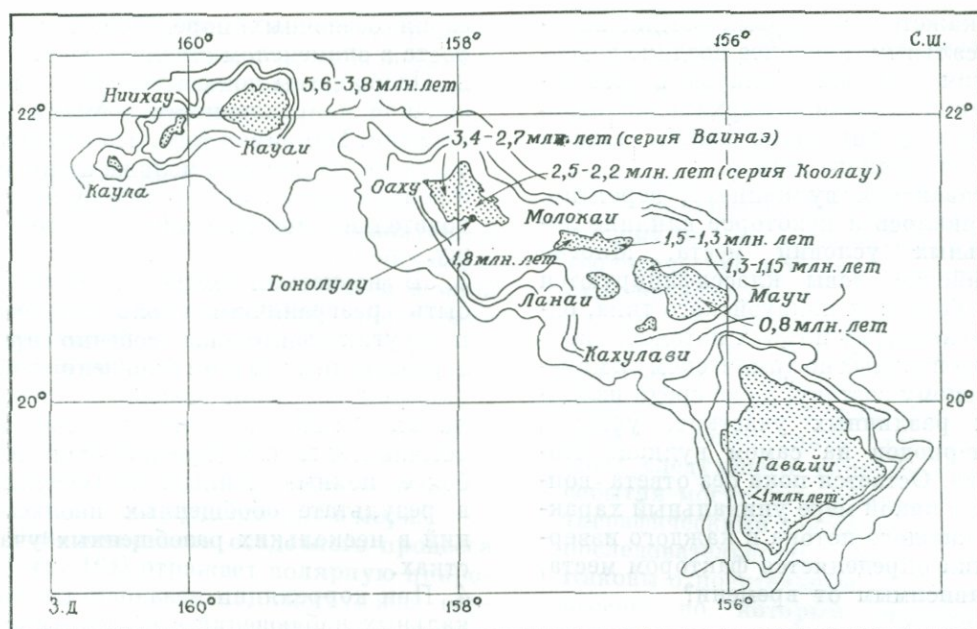 160°
158°
156°
С.Ш.
22°
22°
Ниихау
5,6-3,8 млн. лет
Кауаи
Каула
3,4-2,7 млн лет (серия Вайнаэ)
2,5-2,2 млн. лет (серия Коолау)
Оаху
Молокаи
1,8 млн. лет
1,5-1,3 млн. лет
Гонолулу
1,3-1,15 млн. лет
Ланаи
Мауи
0,8 млн. лет
Кахулави
20°
20°
Гавайи
<1 млн. лет
З.Д
160°
158°
156°